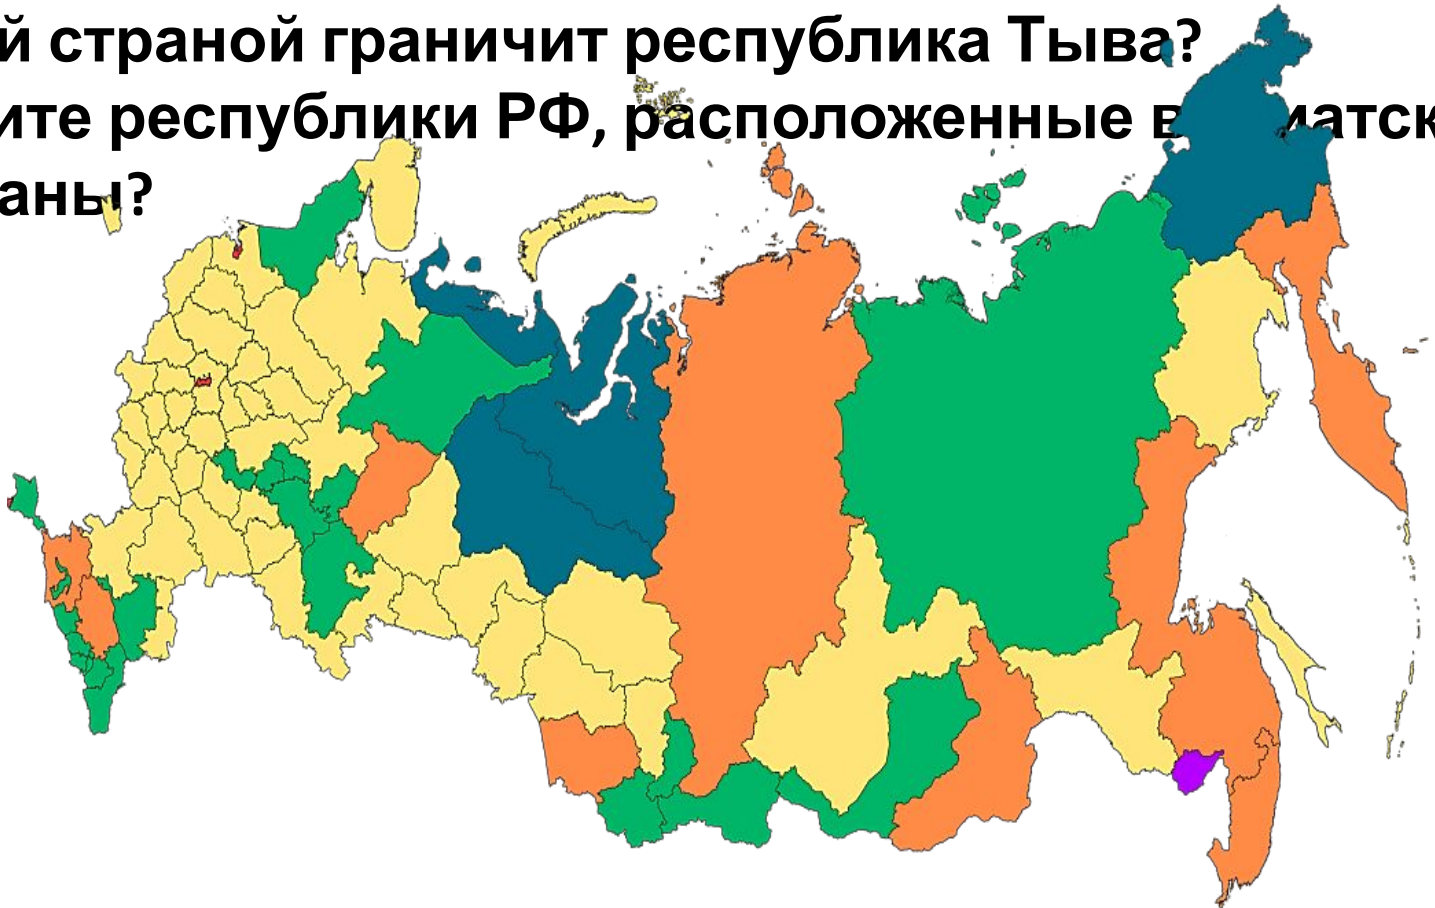 й страной граничит республика Тыва?
ите республики РФ, расположенные в
аны?